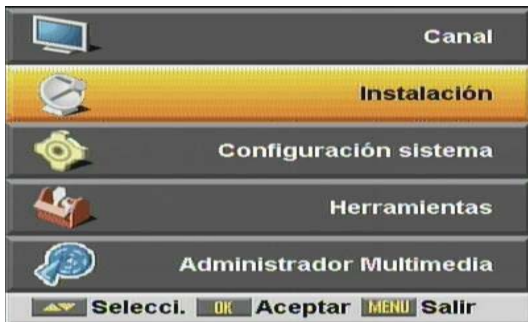 Canal
Instalación
Configuración sistema
Herramientas
Administrador Multimedia
Selecci. OK Aceptar MENU Salir